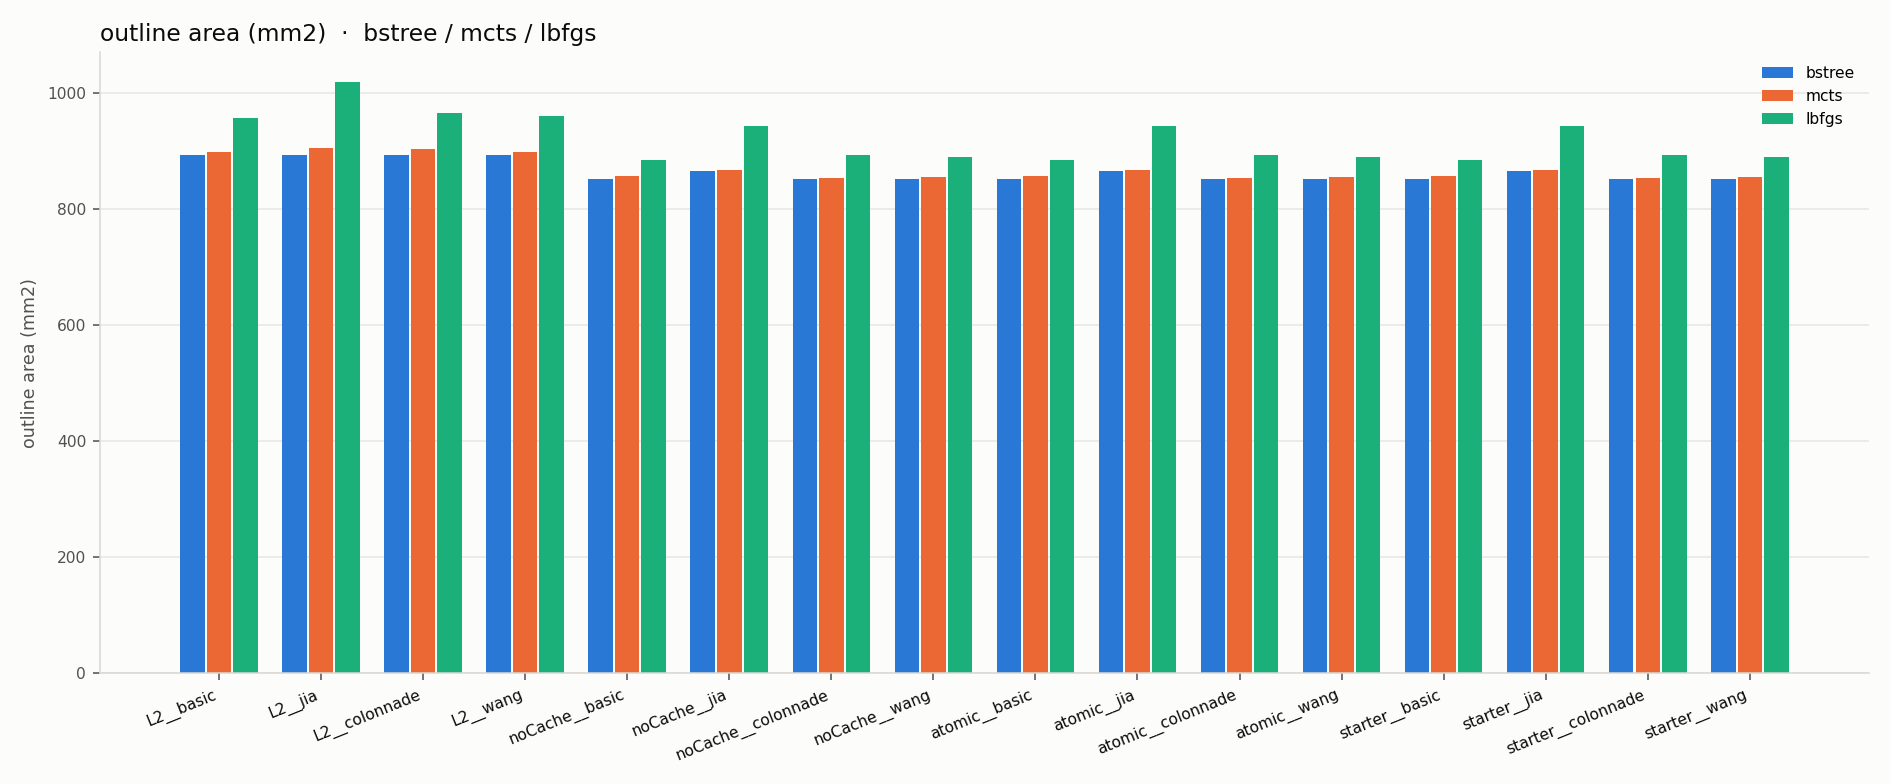 outline area (mm2)  ·  bstree / mcts / lbfgs
bstree
mcts
lbfgs
outline area (mm2)
1000
800
600
400
200
0
L2__basic
L2__jia
L2__colonnade
L2__wang
noCache__basic
noCache__jia
noCache__colonnade
noCache__wang
atomic__basic
atomic__jia
atomic__colonnade
atomic__wang
starter__basic
starter__jia
starter__colonnade
starter__wang